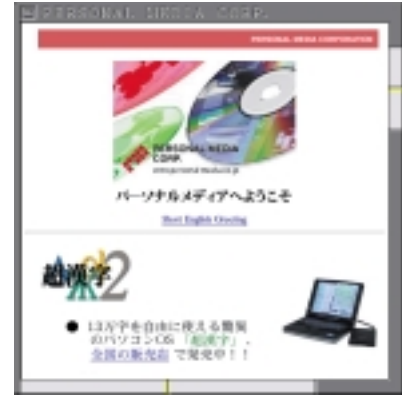 PERSONAL MEDIA CORP.
PERSONAL MEDIA CORPORATION
PERSONAL MEDIA
CORP.
パーソナルメディアへようこそ
Short English Greeting
超漢字2
● 13万字を自由に使える驚異
のパソコンOS 「超漢字」、
全国の販売店 で発売中！！